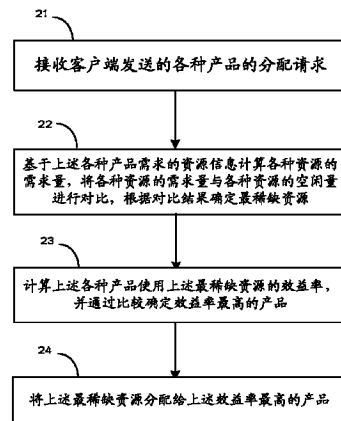 21
接收客户端发送的各种产品的分配请求
22
基于上述各种产品需求的资源信息计算各种资源的
需求量，将各种资源的需求量与各种资源的空闲量
进行对比，根据对比结果确定最稀缺资源
23
计算上述各种产品使用上述最稀缺资源的效益率，
并通过比较确定效益率最高的产品
24
将上述最稀缺资源分配给上述效益率最高的产品